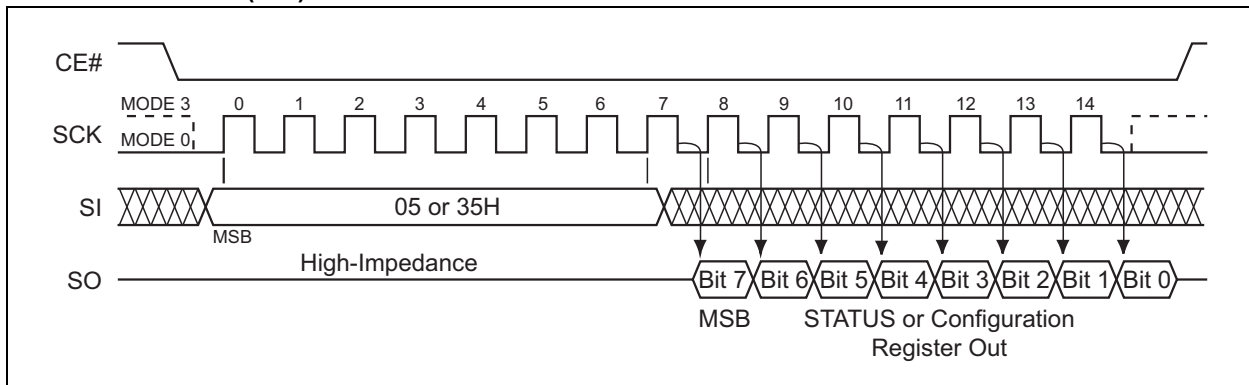 CE#
MODE 3
0 1 2 3 4 5 6 7 8 9 10 11 12 13 14
SCK
MODE 0
SI
05 or 35H
MSB
High-Impedance
SO
Bit 7 Bit 6 Bit 5 Bit 4 Bit 3 Bit 2 Bit 1 Bit 0
MSB
STATUS or Configuration
Register Out